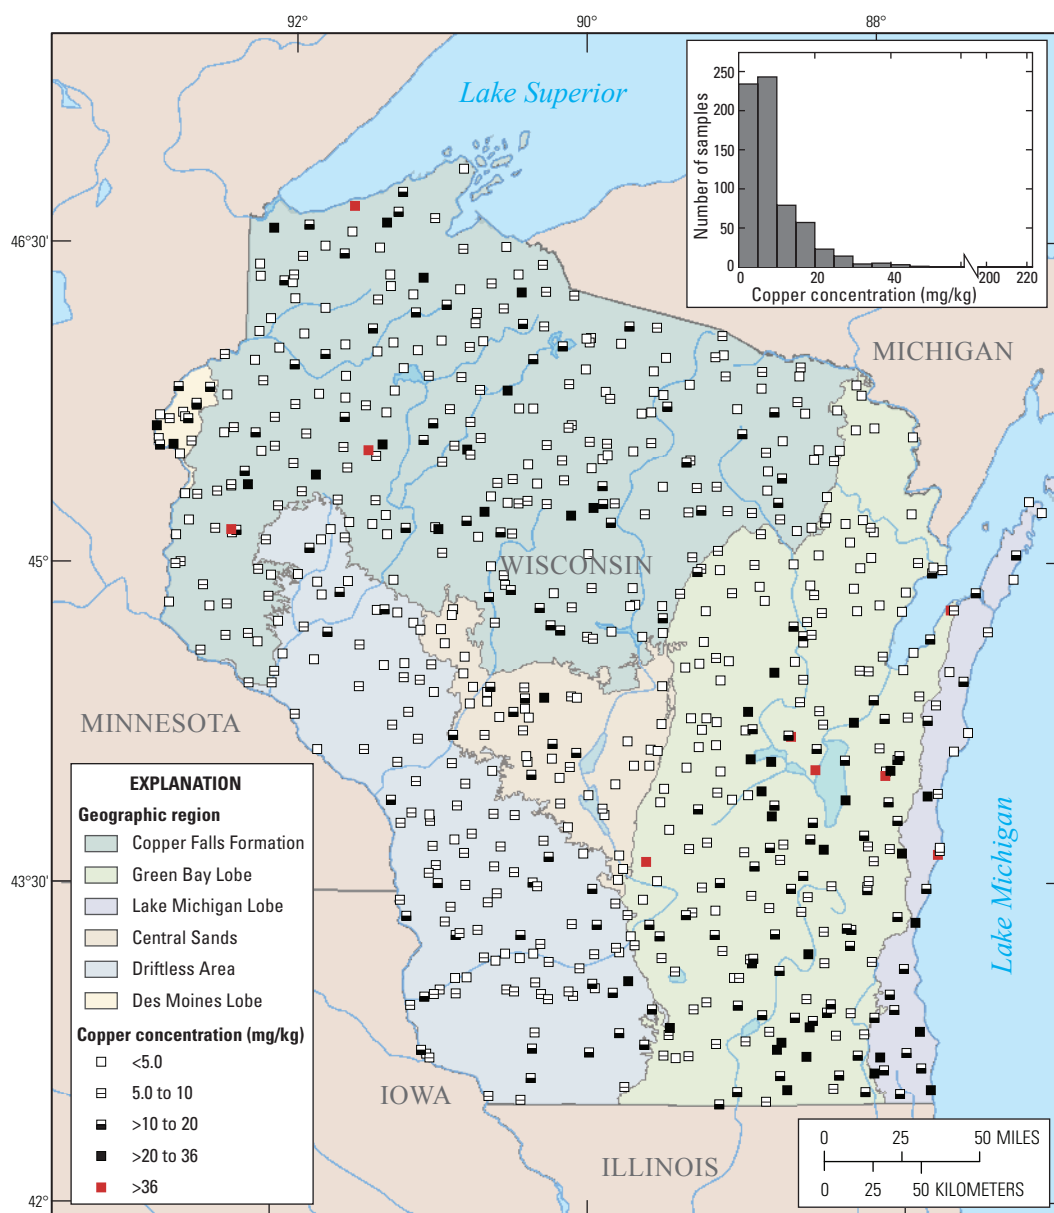 92°
90°
88°
46°30'
45°
43°30'
42°
Lake Superior
MICHIGAN
WISCONSIN
MINNESOTA
IOWA
ILLINOIS
Lake Michigan
Number of samples
250
200
150
100
50
0
0
20
40
200
220
Copper concentration (mg/kg)
EXPLANATION
Geographic region
Copper Falls Formation
Green Bay Lobe
Lake Michigan Lobe
Central Sands
Driftless Area
Des Moines Lobe
Copper concentration (mg/kg)
<5.0
5.0 to 10
>10 to 20
>20 to 36
>36
0 25 50 MILES
0 25 50 KILOMETERS